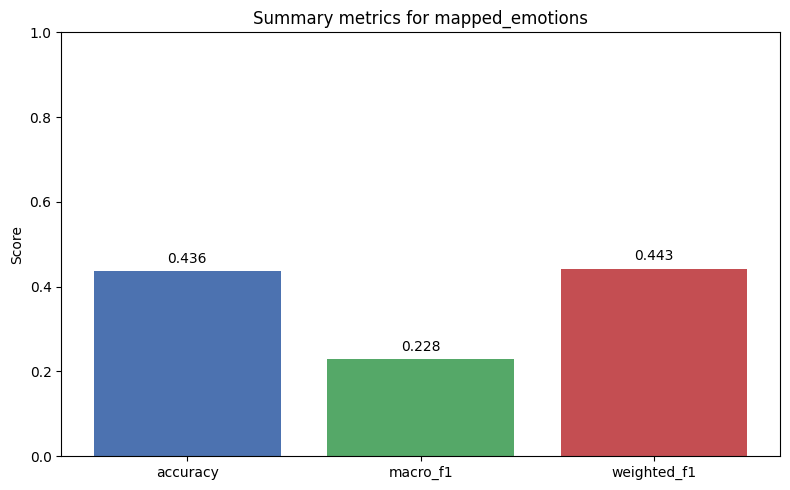 Summary metrics for mapped_emotions
1.0
0.8
0.6
0.4
0.2
0.0
Score
0.436
0.228
0.443
accuracy
macro_f1
weighted_f1